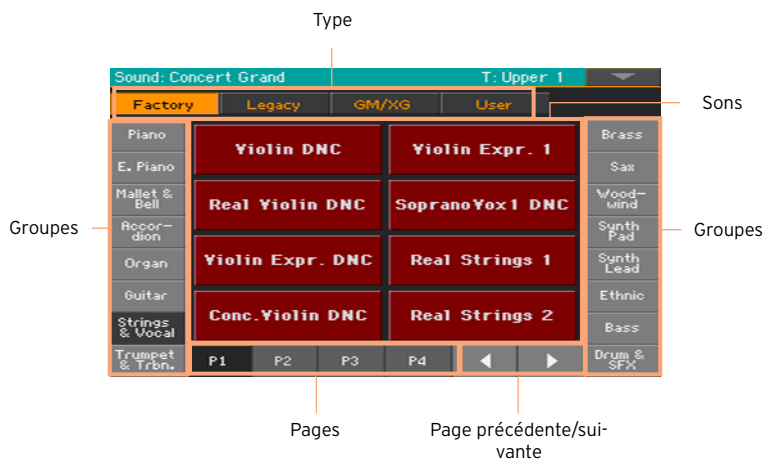 Type
Sound: Concert Grand T: Upper 1
Factory Legacy GM/XG User
Sons
Groupes
Piano
E. Piano
Mallet &
Bell
Accor-
dion
Organ
Guitar
Strings
& Vocal
Trumpet
& Trbn.
Violin DNC Violin Expr. 1
Real Violin DNC SopranoVox1 DNC
Violin Expr. DNC Real Strings 1
Conc.Violin DNC Real Strings 2
P1 P2 P3 P4
Brass
Sax
Wood-
wind
Synth
Pad
Synth
Lead
Ethnic
Bass
Drum &
SFX
Groupes
Pages
Page précédente/sui-
vante